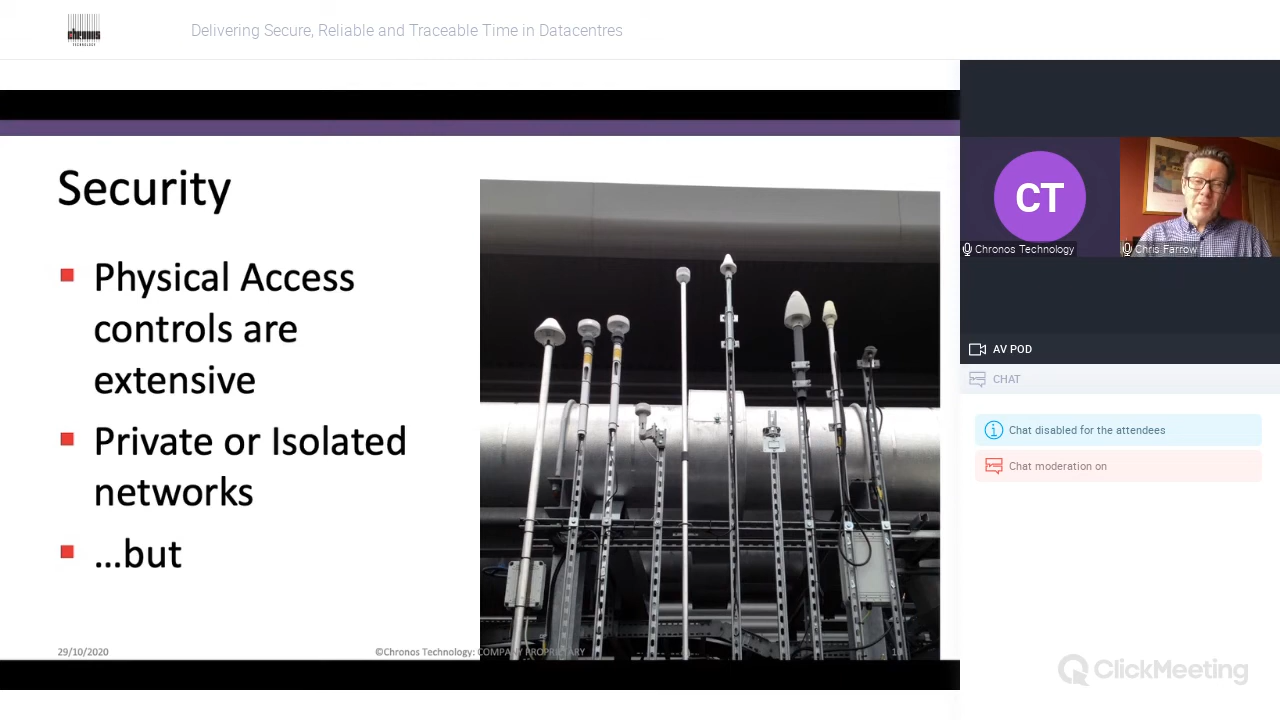 chronos
TECHNOLOGY
Delivering Secure, Reliable and Traceable Time in Datacentres
Security
Physical Access
controls are
extensive
Private or Isolated
networks
...but
29/10/2020
©Chronos Technology: COMPANY PROPRIETARY
CT
Chronos Technology
Chris Farrow
AV POD
CHAT
Chat disabled for the attendees
Chat moderation on
ClickMeeting